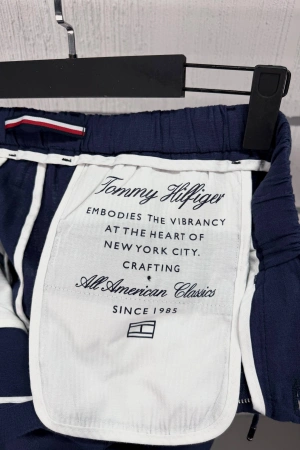 Tommy Hilfiger
EMBODIES THE VIBRANCY
AT THE HEART OF
NEW YORK CITY.
CRAFTING
All American Classics
SINCE 1985